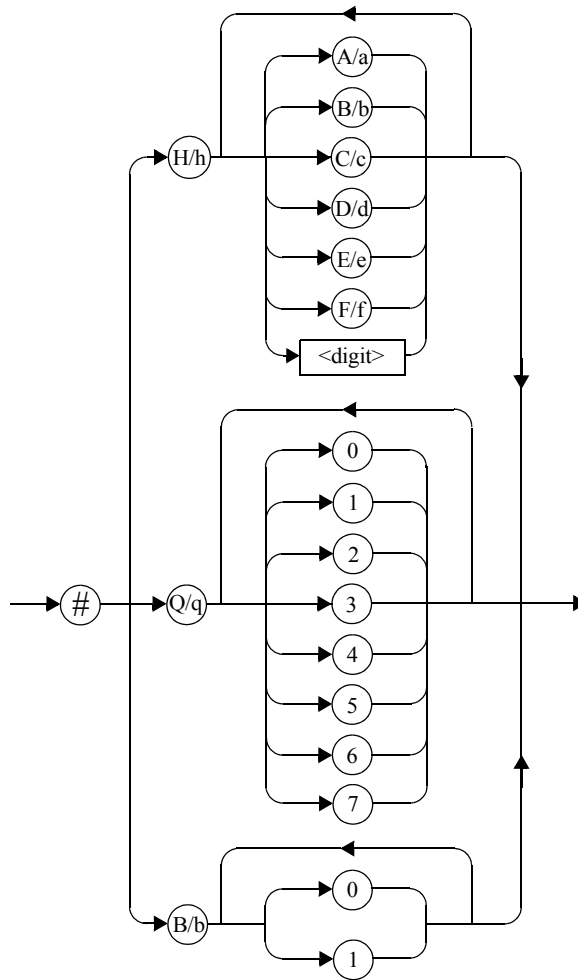 A/a
B/b
H/h
C/c
D/d
E/e
F/f
<digit>
0
1
2
# Q/q 3
4
5
6
7
0
B/b
1